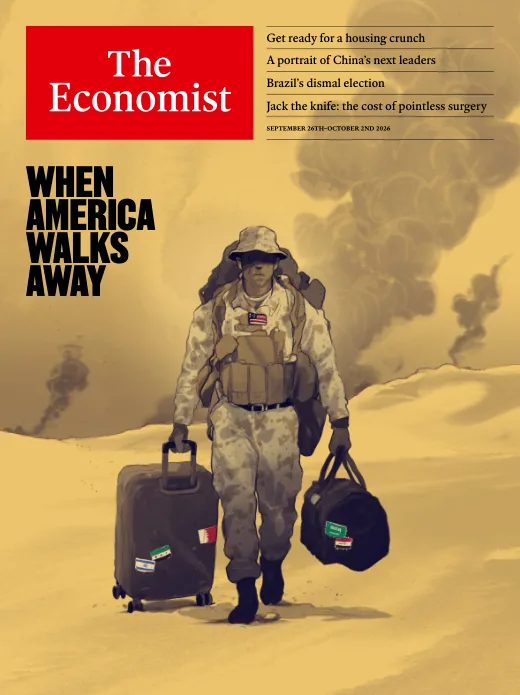 The
Economist
Get ready for a housing crunch
A portrait of China's next leaders
Brazil's dismal election
Jack the knife: the cost of pointless surgery
SEPTEMBER 26TH–OCTOBER 2ND 2026
WHEN
AMERICA
WALKS
AWAY